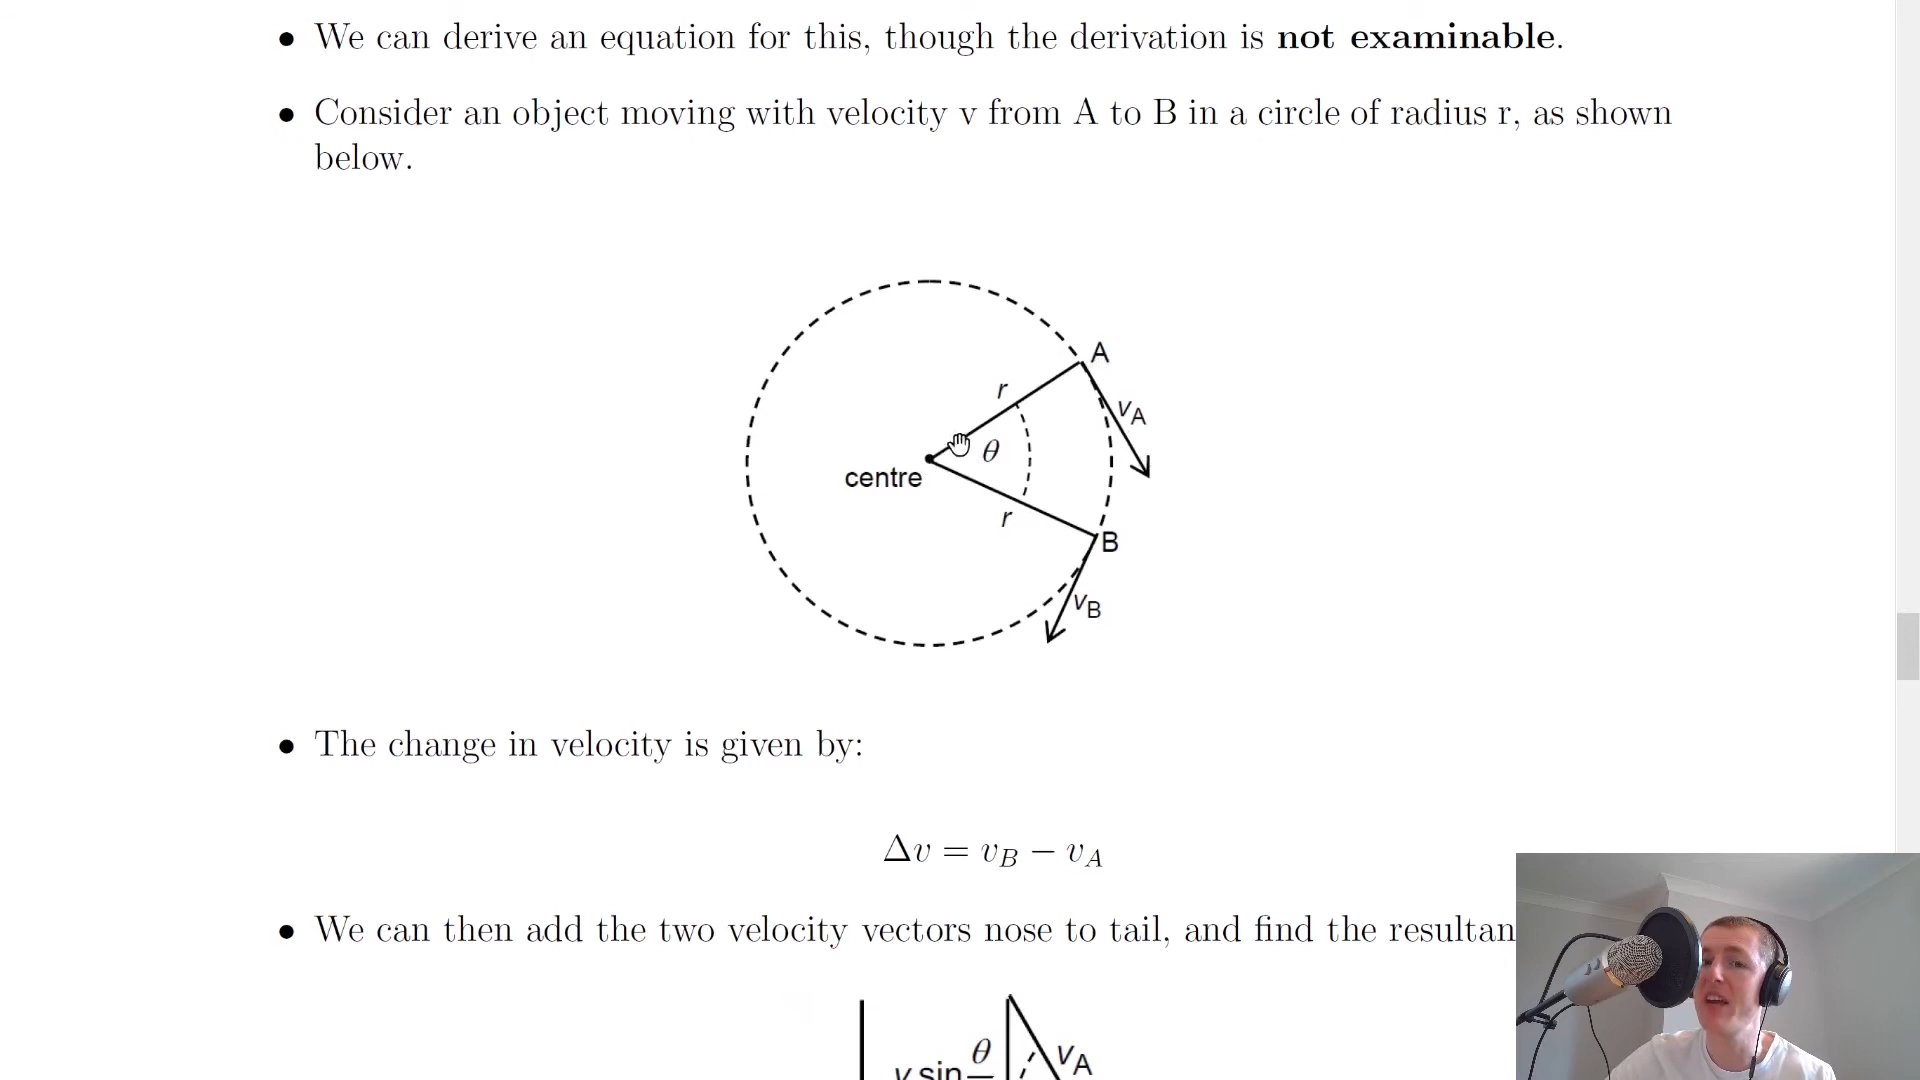 • We can derive an equation for this, though the derivation is not examinable.
• Consider an object moving with velocity v from A to B in a circle of radius r, as shown
below.
A
r
vA
θ
centre
r
B
vB
• The change in velocity is given by:
Δv = vB − vA
• We can then add the two velocity vectors nose to tail, and find the resultan
v sin θ
vA